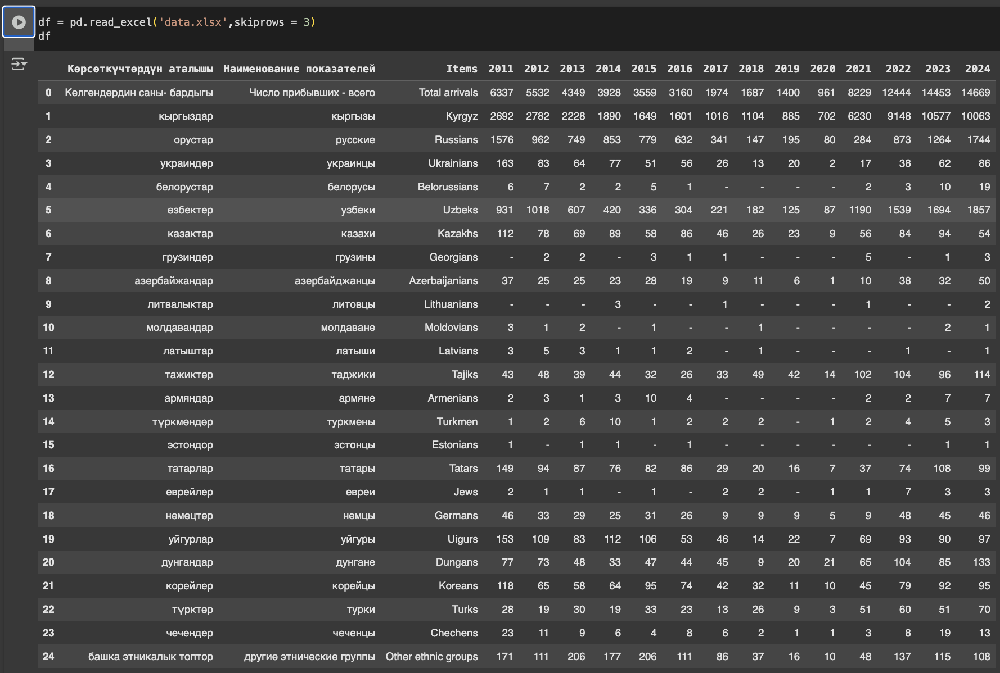 df = pd.read_excel('data.xlsx',skiprows = 3)
df
Көрсөткүчтөрдүн аталышы Наименование показателей Items 2011 2012 2013 2014 2015 2016 2017 2018 2019 2020 2021 2022 2023 2024
0 Келгендердин саны- бардыгы Число прибывших - всего Total arrivals 6337 5532 4349 3928 3559 3160 1974 1687 1400 961 8229 12444 14453 14669
1 кыргыздар кыргызы Kyrgyz 2692 2782 2228 1890 1649 1601 1016 1104 885 702 6230 9148 10577 10063
2 орустар русские Russians 1576 962 749 853 779 632 341 147 195 80 284 873 1264 1744
3 украиндер украинцы Ukrainians 163 83 64 77 51 56 26 13 20 2 17 38 62 86
4 белорустар белорусы Belorussians 6 7 2 2 5 1 - - - - 2 3 10 19
5 өзбектер узбеки Uzbeks 931 1018 607 420 336 304 221 182 125 87 1190 1539 1694 1857
6 казактар казахи Kazakhs 112 78 69 89 58 86 46 26 23 9 56 84 94 54
7 грузиндер грузины Georgians - 2 2 - 3 1 1 - - - 5 - 1 3
8 азербайжандар азербайджанцы Azerbaijanians 37 25 25 23 28 19 9 11 6 1 10 38 32 50
9 литвалыктар литовцы Lithuanians - - - 3 - - 1 - - - 1 - - 2
10 молдавандар молдаване Moldovians 3 1 2 - 1 - - 1 - - - - 2 1
11 латыштар латыши Latvians 3 5 3 1 1 2 - 1 - - - 1 - 1
12 тажиктер таджики Tajiks 43 48 39 44 32 26 33 49 42 14 102 104 96 114
13 армяндар армяне Armenians 2 3 1 3 10 4 - - - - 2 2 7 7
14 түркмөндөр туркмены Turkmen 1 2 6 10 1 2 2 2 - 1 2 4 5 3
15 эстондор эстонцы Estonians 1 - 1 1 - 1 - - - - - - 1 1
16 татарлар татары Tatars 149 94 87 76 82 86 29 20 16 7 37 74 108 99
17 еврейлер евреи Jews 2 1 1 - 1 - 2 2 - 1 1 7 3 3
18 немецтер немцы Germans 46 33 29 25 31 26 9 9 9 5 9 48 45 46
19 уйгурлар уйгуры Uigurs 153 109 83 112 106 53 46 14 22 7 69 93 90 97
20 дунгандар дунгане Dungans 77 73 48 33 47 44 45 9 20 21 65 104 85 133
21 корейлер корейцы Koreans 118 65 58 64 95 74 42 32 11 10 45 79 92 95
22 түрктөр турки Turks 28 19 30 19 33 23 13 26 9 3 51 60 51 70
23 чечендер чеченцы Chechens 23 11 9 6 4 8 6 2 1 1 3 8 19 13
24 башка этникалык топтор другие этнические группы Other ethnic groups 171 111 206 177 206 111 86 37 16 10 48 137 115 108